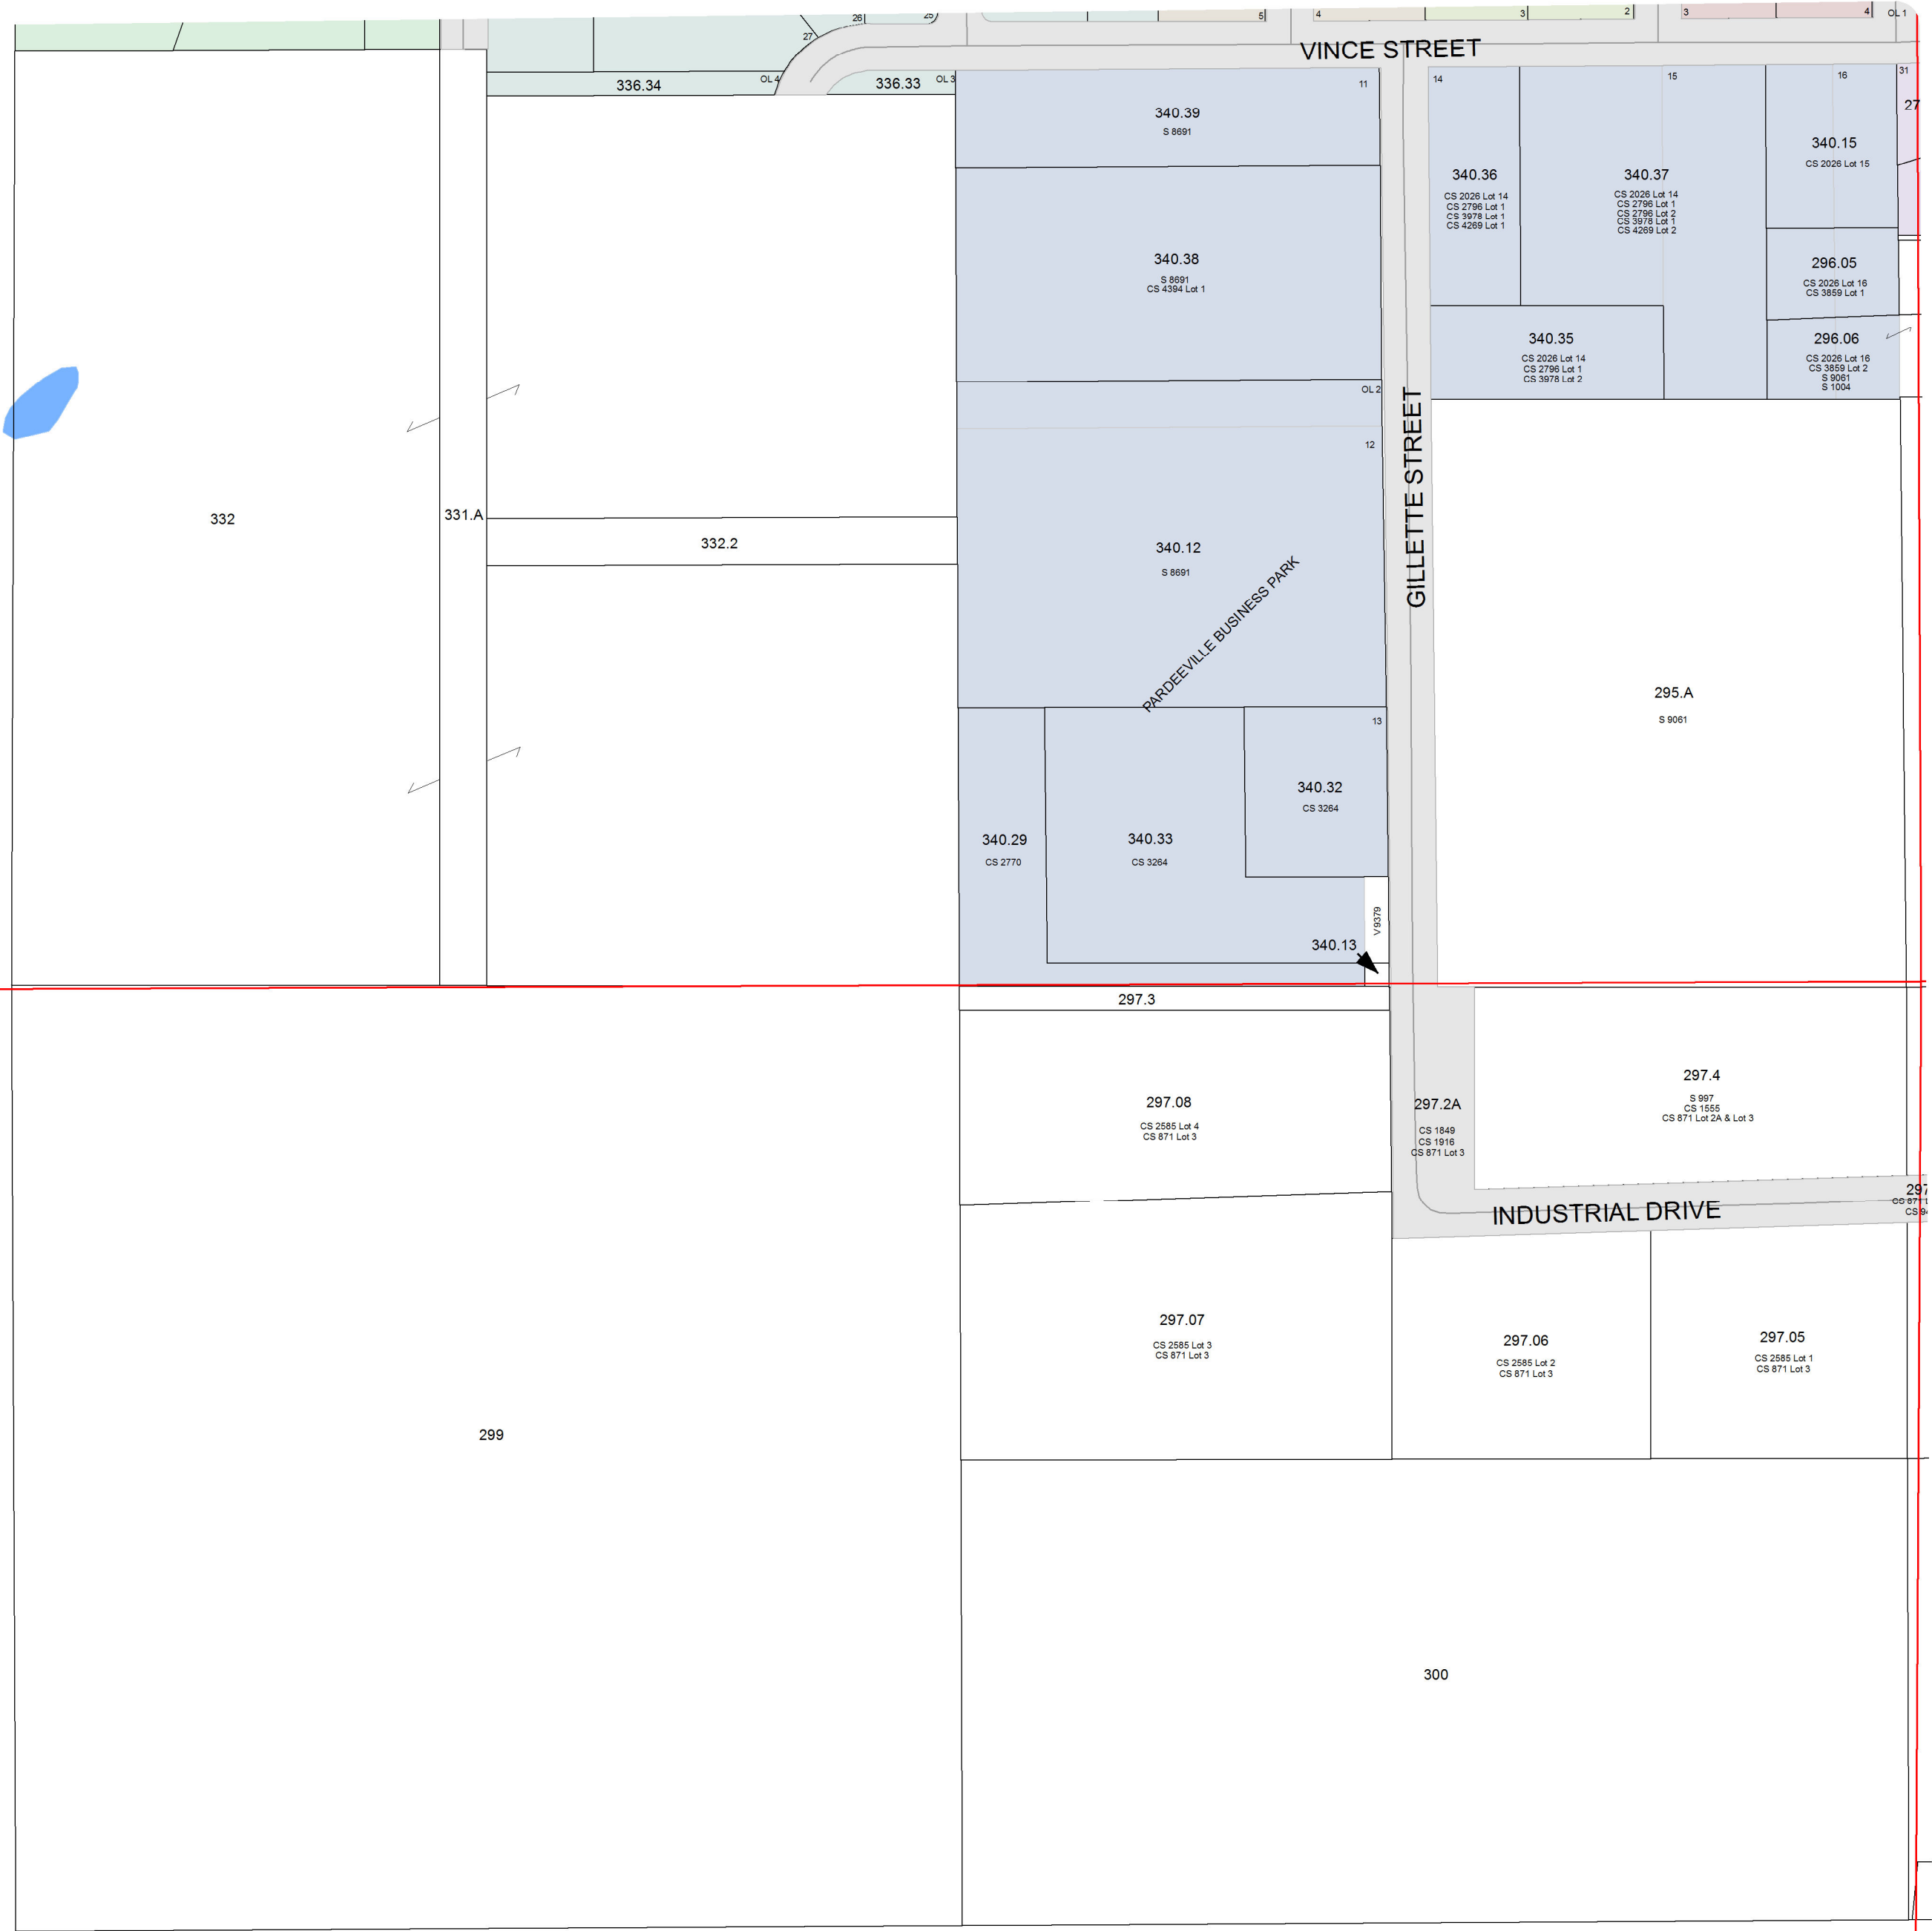 26
25
5
4
3
2
3
4
OL 1
27
VINCE STREET
OL 4
336.34
336.33
OL 3
11
340.39
S 8691
14
15
16
31
27
340.15
CS 2026 Lot 15
340.36
CS 2026 Lot 14
CS 2796 Lot 1
CS 3978 Lot 1
CS 4269 Lot 1
340.37
CS 2026 Lot 14
CS 2796 Lot 1
CS 2796 Lot 2
CS 3978 Lot 1
CS 4269 Lot 2
340.38
S 8691
CS 4394 Lot 1
296.05
CS 2026 Lot 16
CS 3859 Lot 1
340.35
CS 2026 Lot 14
CS 2796 Lot 1
CS 3978 Lot 2
296.06
CS 2026 Lot 16
CS 3859 Lot 2
S 9061
S 1004
OL 2
12
GILLETTE STREET
332
331.A
332.2
340.12
S 8691
PARDEEVILLE BUSINESS PARK
295.A
S 9061
13
340.32
CS 3264
340.29
CS 2770
340.33
CS 3264
V9379
340.13
297.3
297.4
S 997
CS 1555
CS 871 Lot 2A & Lot 3
297.08
CS 2585 Lot 4
CS 871 Lot 3
297.2A
CS 1849
CS 1916
CS 871 Lot 3
297
CS 871
CS
INDUSTRIAL DRIVE
297.07
CS 2585 Lot 3
CS 871 Lot 3
297.06
CS 2585 Lot 2
CS 871 Lot 3
297.05
CS 2585 Lot 1
CS 871 Lot 3
299
300